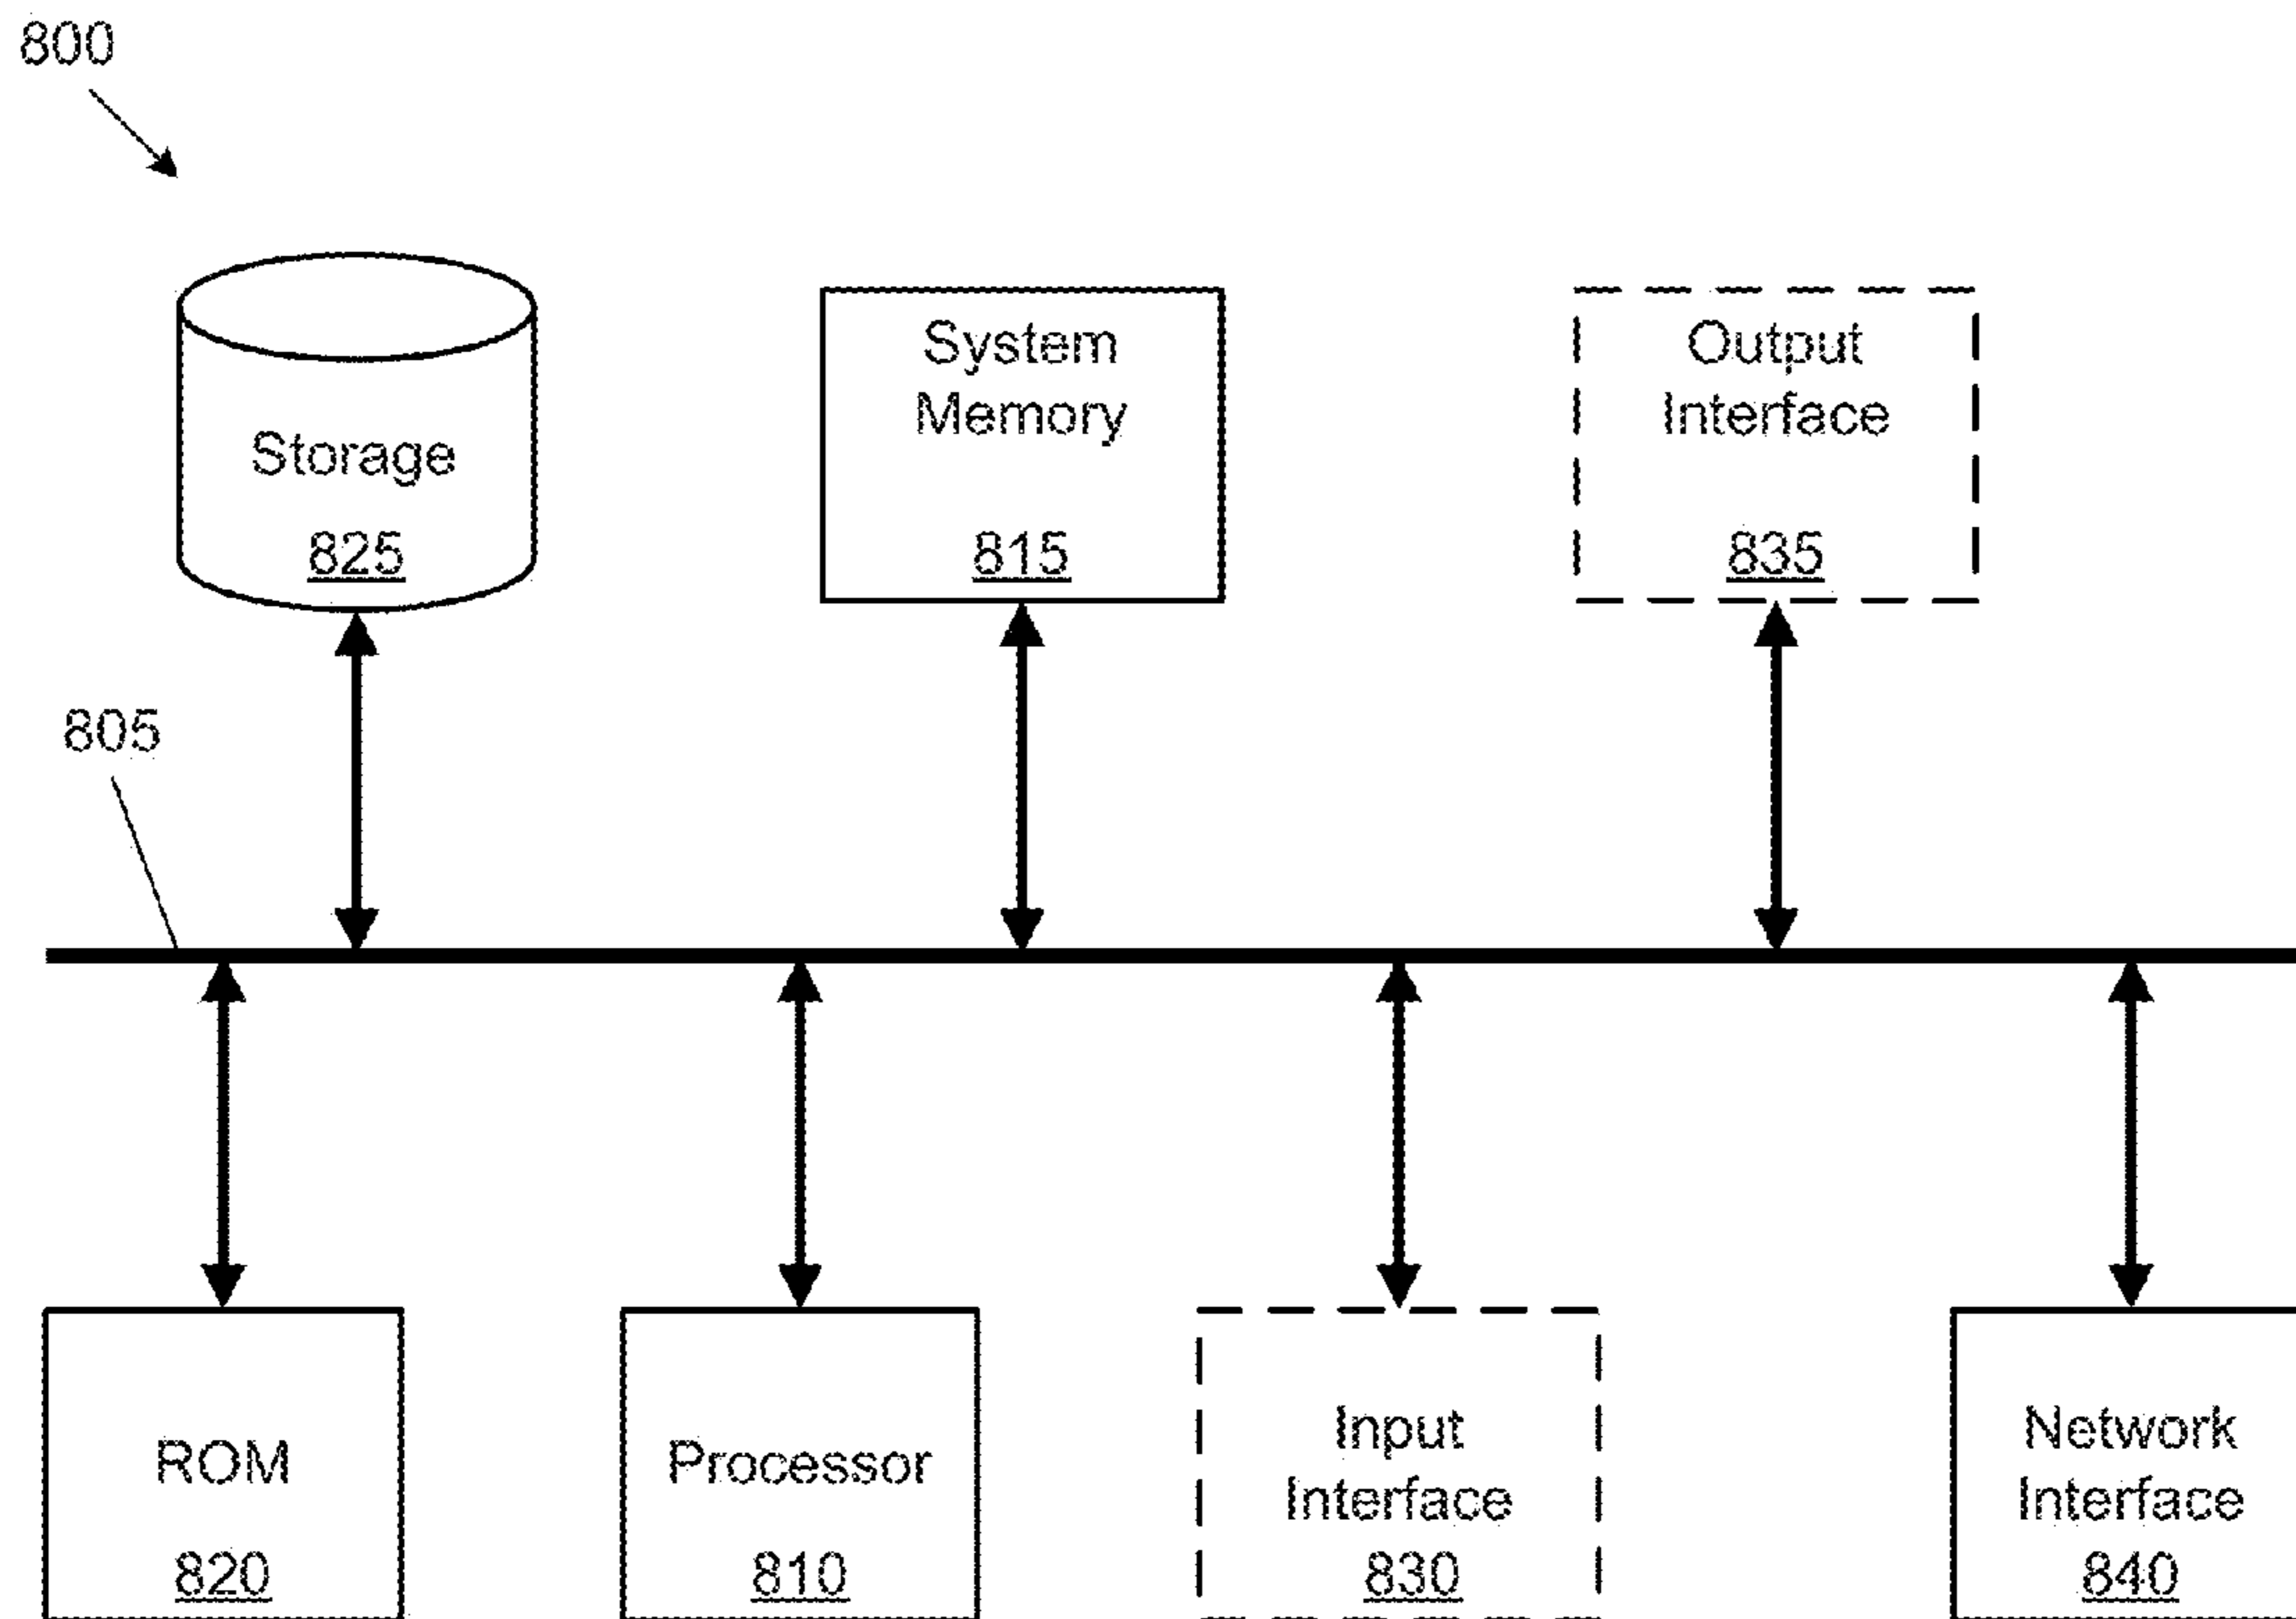 800
Storage
825
System
Memory
815
Output
Interface
835
805
ROM
820
Processor
810
Input
Interface
830
Network
Interface
840